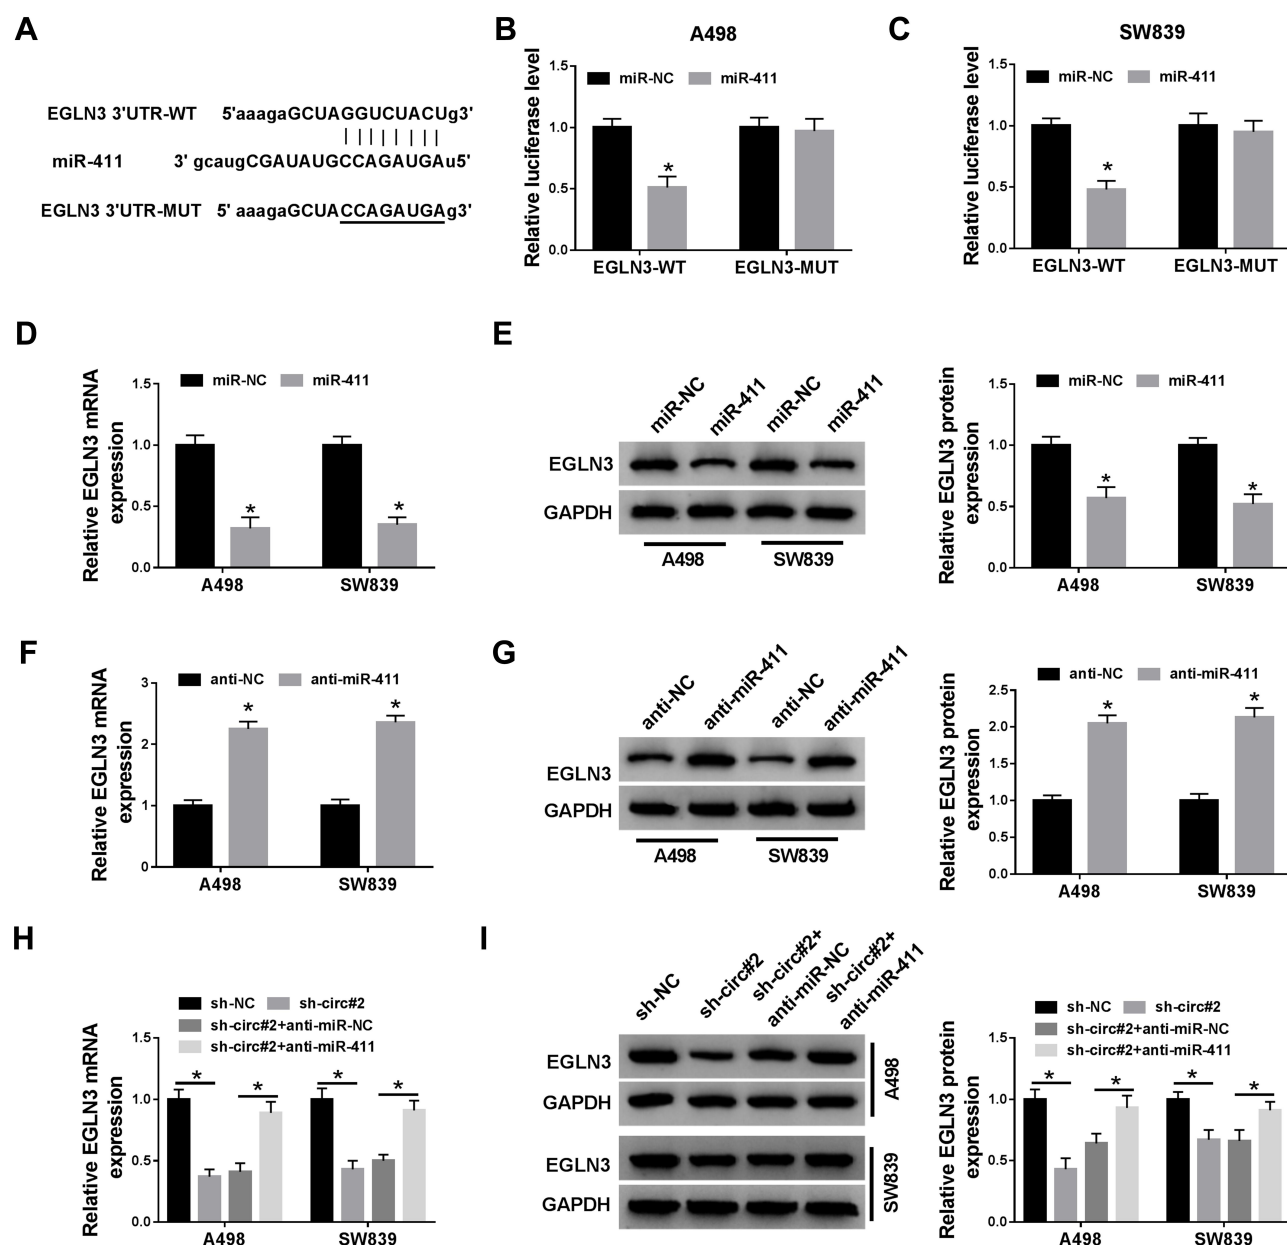 A
EGLN3 3'UTR-WT 5'aaagaGCUAGGUCUACUg3'
miR-411 3' gcaugCGAUAUGCCAGAUGAu5'
EGLN3 3'UTR-MUT 5' aaagaGCUACCAGAUGAg3'
B
A498
Relative luciferase level
miR-NC miR-411
1.5
1.0
*
0.5
0.0
EGLN3-WT EGLN3-MUT
C
SW839
Relative luciferase level
miR-NC miR-411
1.5
1.0
*
0.5
0.0
EGLN3-WT EGLN3-MUT
D
Relative EGLN3 mRNA
expression
miR-NC miR-411
1.5
1.0
* *
0.5
0.0
A498 SW839
E
miR-NC miR-411 miR-NC miR-411
EGLN3
GAPDH
A498 SW839
Relative EGLN3 protein
expression
miR-NC miR-411
1.5
1.0
* *
0.5
0.0
A498 SW839
F
Relative EGLN3 mRNA
expression
anti-NC anti-miR-411
3
* *
2
1
0
A498 SW839
G
anti-NC anti-miR-411 anti-NC anti-miR-411
EGLN3
GAPDH
A498 SW839
Relative EGLN3 protein
expression
anti-NC anti-miR-411
2.5
* *
2.0
1.5
1.0
0.5
0.0
A498 SW839
H
Relative EGLN3 mRNA
expression
sh-NC sh-circ#2
sh-circ#2+anti-miR-NC
sh-circ#2+anti-miR-411
1.5
* * * *
1.0
0.5
0.0
A498 SW839
I
sh-NC
sh-circ#2
sh-circ#2+
anti-miR-NC
sh-circ#2+
anti-miR-411
EGLN3
GAPDH
A498
EGLN3
GAPDH
SW839
Relative EGLN3 protein
expression
sh-NC sh-circ#2
sh-circ#2+anti-miR-NC
sh-circ#2+anti-miR-411
1.5
* * * *
1.0
0.5
0.0
A498 SW839